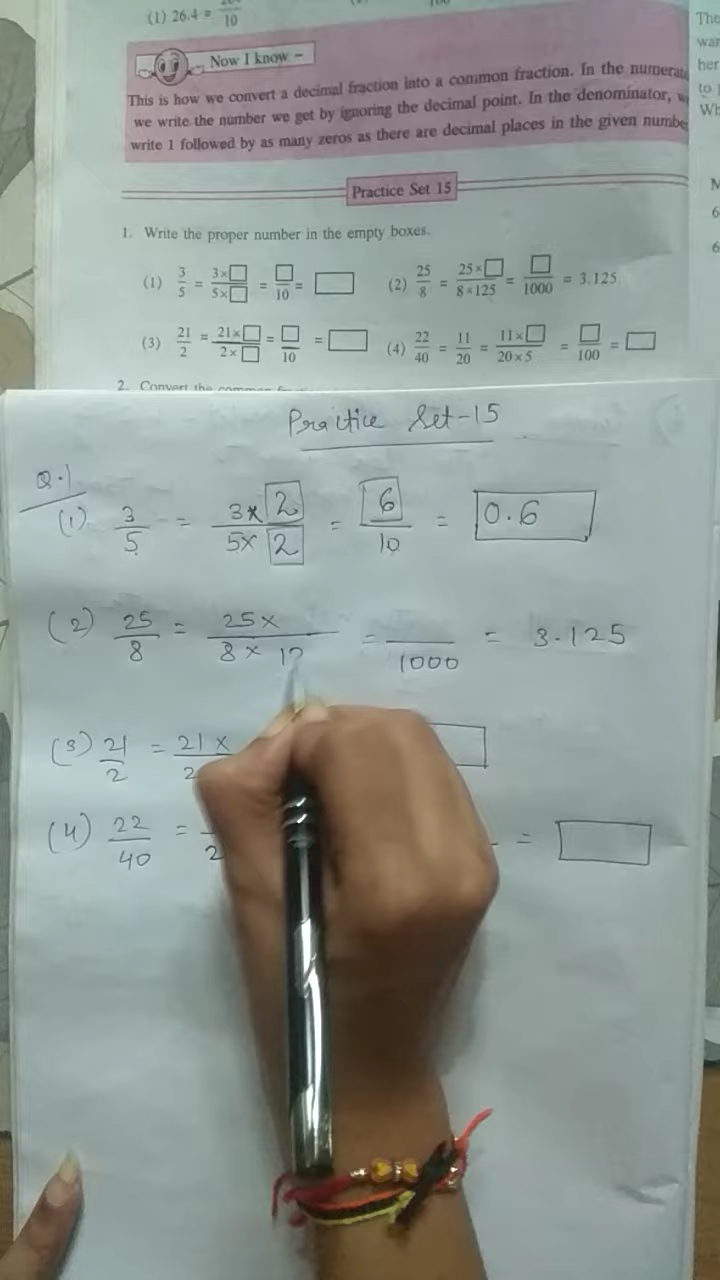 (1) 26.4 = /10
Now I know –
This is how we convert a decimal fraction into a common fraction. In the
we write the number we get by ignoring the decimal point. In the denominator,
write 1 followed by as many zeros as there are decimal places in the given
Practice Set 15
1. Write the proper number in the empty boxes.
(1) 3/5 = 3×□/5×□ = □/10 = □ (2) 25/8 = 25×□/8×125 = □/1000 = 3.125
(3) 21/2 = 21×□/2×□ = □/10 = □ (4) 22/40 = 11/20 = 11×□/20×5 = □/100 = □
2. Convert the
Practice Set-15
Q.1
(1) 3/5 = 3×2/5×2 = 6/10 = 0.6
(2) 25/8 = 25×/8×12 = /1000 = 3.125
(3) 21/2 = 21×/2 □
(4) 22/40 = /2 = □